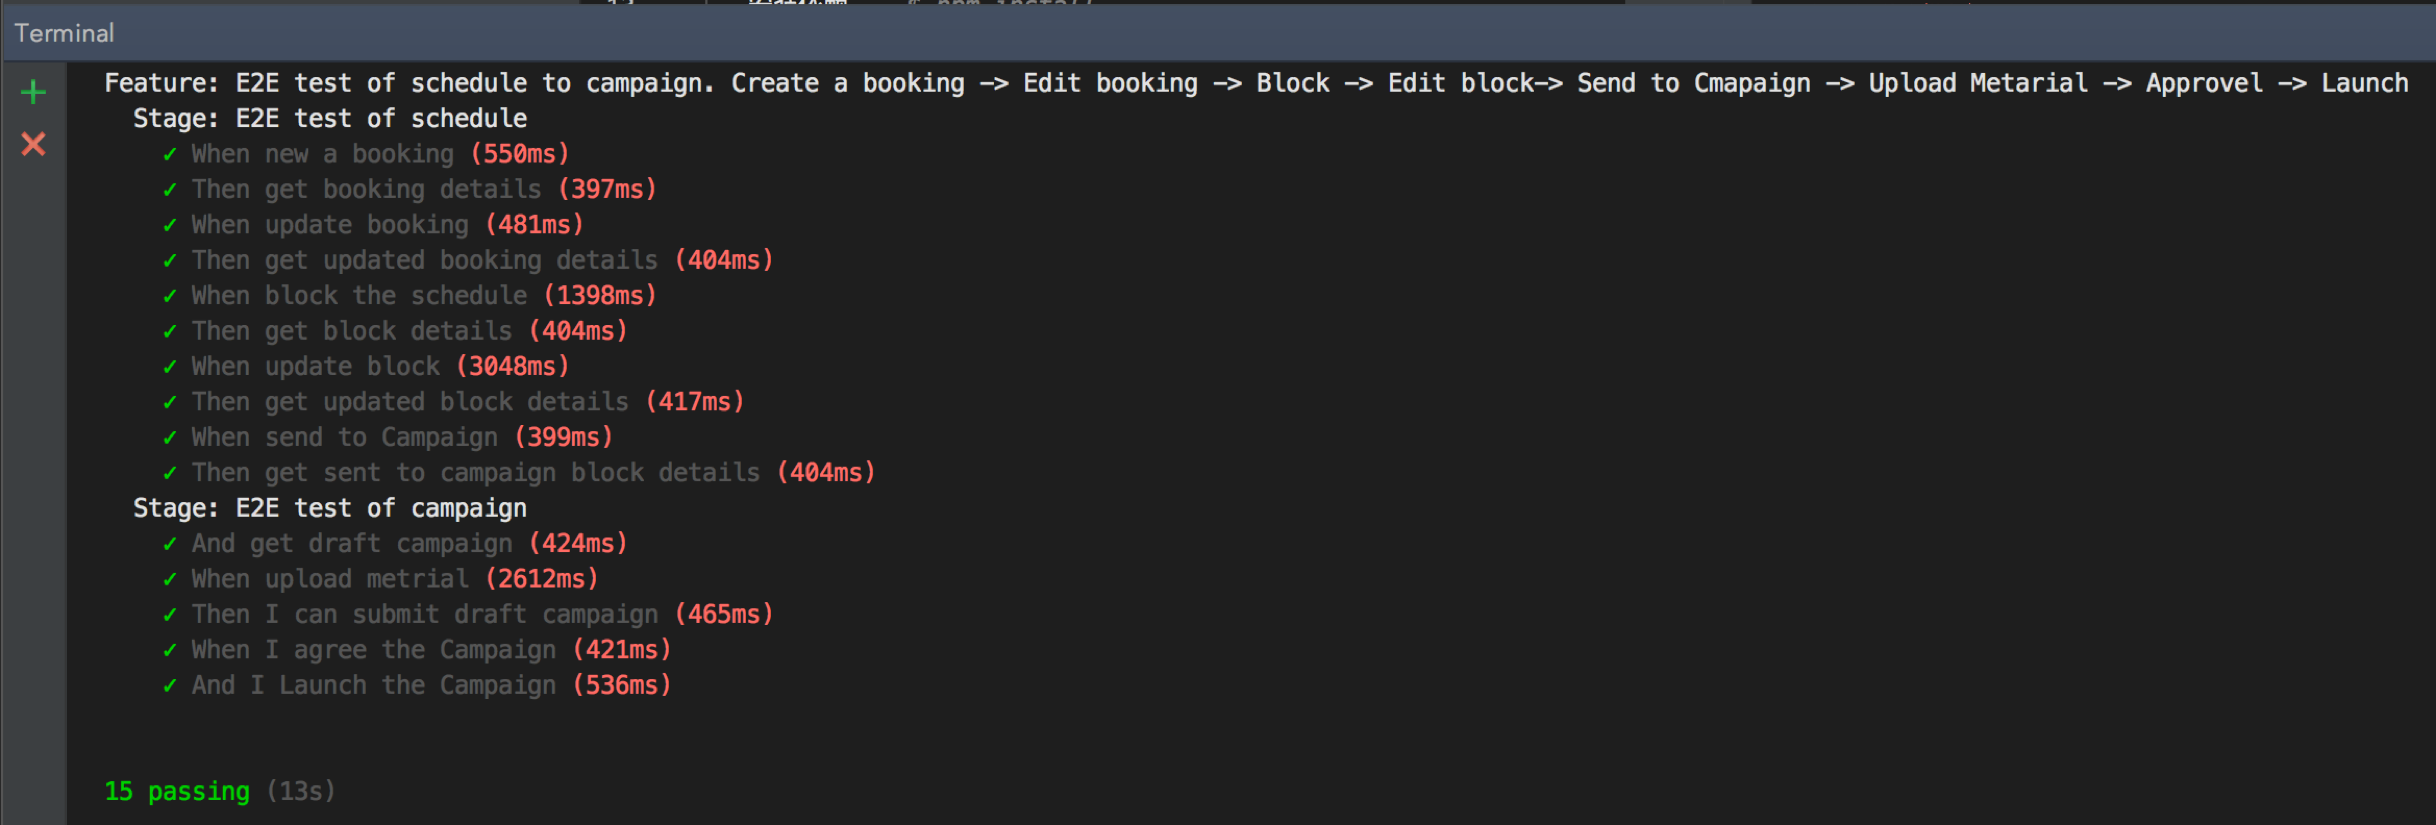 Terminal
Feature: E2E test of schedule to campaign. Create a booking -> Edit booking -> Block -> Edit block-> Send to Cmapaign -> Upload Metarial -> Approvel -> Launch
Stage: E2E test of schedule
✓ When new a booking (550ms)
✓ Then get booking details (397ms)
✓ When update booking (481ms)
✓ Then get updated booking details (404ms)
✓ When block the schedule (1398ms)
✓ Then get block details (404ms)
✓ When update block (3048ms)
✓ Then get updated block details (417ms)
✓ When send to Campaign (399ms)
✓ Then get sent to campaign block details (404ms)
Stage: E2E test of campaign
✓ And get draft campaign (424ms)
✓ When upload metrial (2612ms)
✓ Then I can submit draft campaign (465ms)
✓ When I agree the Campaign (421ms)
✓ And I Launch the Campaign (536ms)
15 passing (13s)